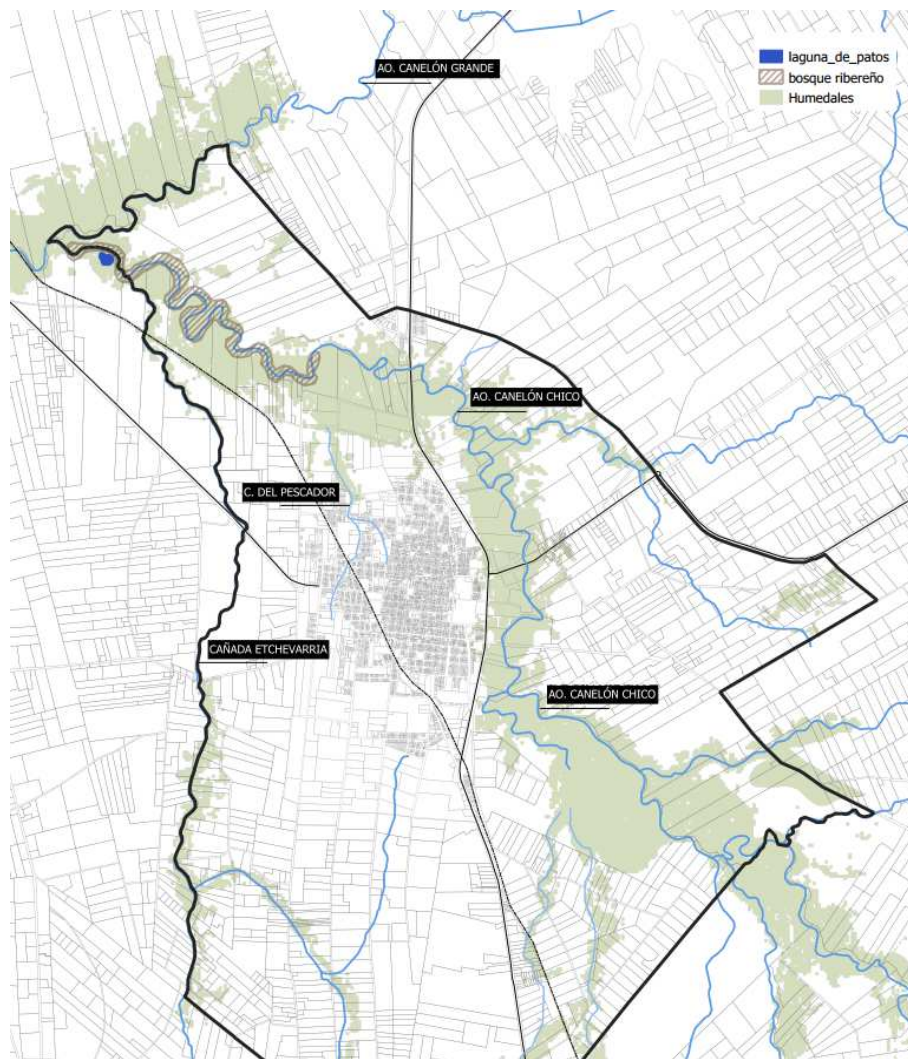 AO. CANELÓN GRANDE
laguna_de_patos
bosque ribereño
Humedales
AO. CANELÓN CHICO
C. DEL PESCADOR
CAÑADA ETCHEVARRIA
AO. CANELÓN CHICO